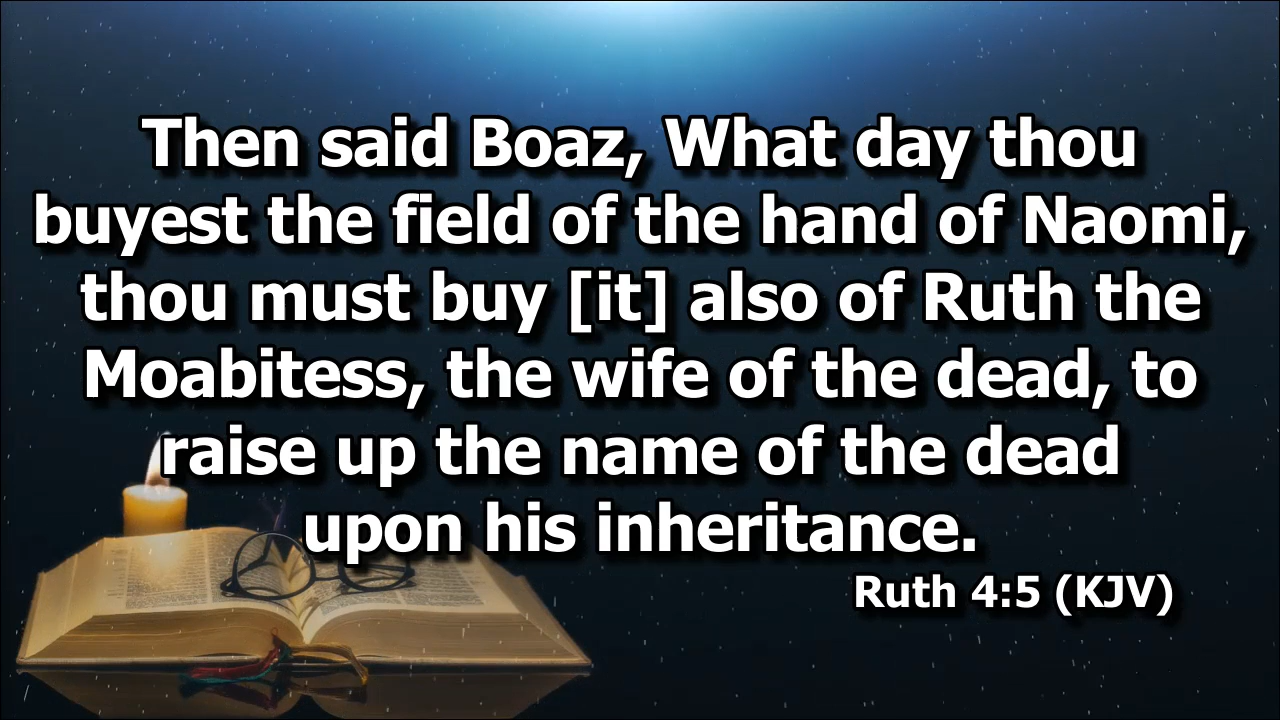 Then said Boaz, What day thou
buyest the field of the hand of Naomi,
thou must buy [it] also of Ruth the
Moabitess, the wife of the dead, to
raise up the name of the dead
upon his inheritance.
Ruth 4:5 (KJV)